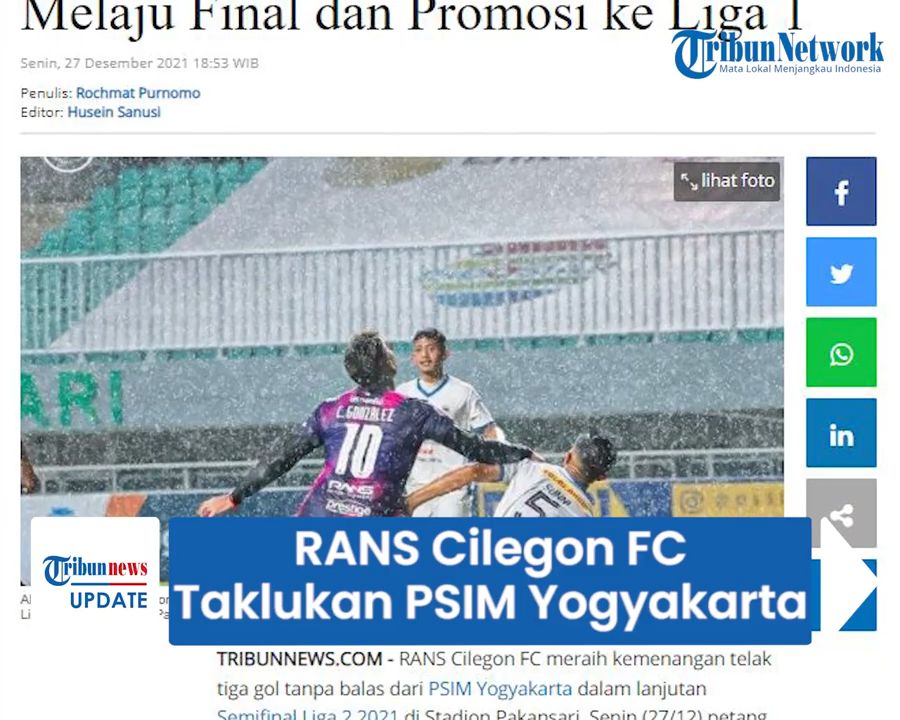 Melaju Final dan Promosi ke Liga 1
TribunNetwork
Mata Lokal Menjangkau Indonesia
Senin, 27 Desember 2021 18:53 WIB
Penulis: Rochmat Purnomo
Editor: Husein Sanusi
lihat foto
ARI
C.GONZALEZ
10
RANS
prestige
5
Tribunnews
UPDATE
RANS Cilegon FC
Taklukan PSIM Yogyakarta
TRIBUNNEWS.COM - RANS Cilegon FC meraih kemenangan telak
tiga gol tanpa balas dari PSIM Yogyakarta dalam lanjutan
Semifinal Liga 2 2021 di Stadion Pakansari, Senin (27/12) petang